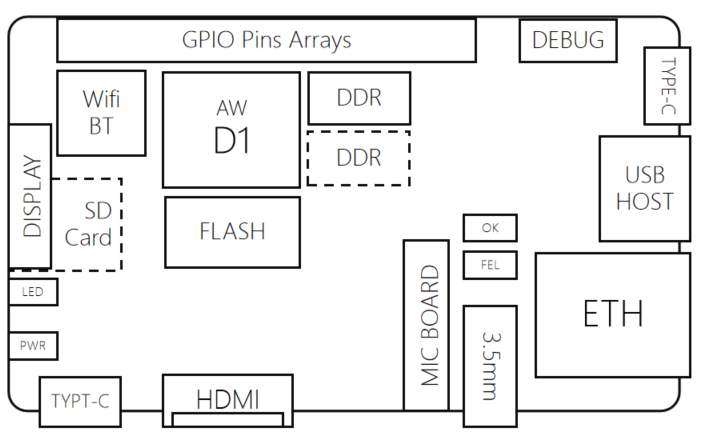 GPIO Pins Arrays
DEBUG
TYPE-C
Wifi
BT
AW
D1
DDR
DDR
USB
HOST
DISPLAY
SD
Card
FLASH
OK
FEL
LED
PWR
MIC BOARD
3.5mm
ETH
TYPT-C
HDMI